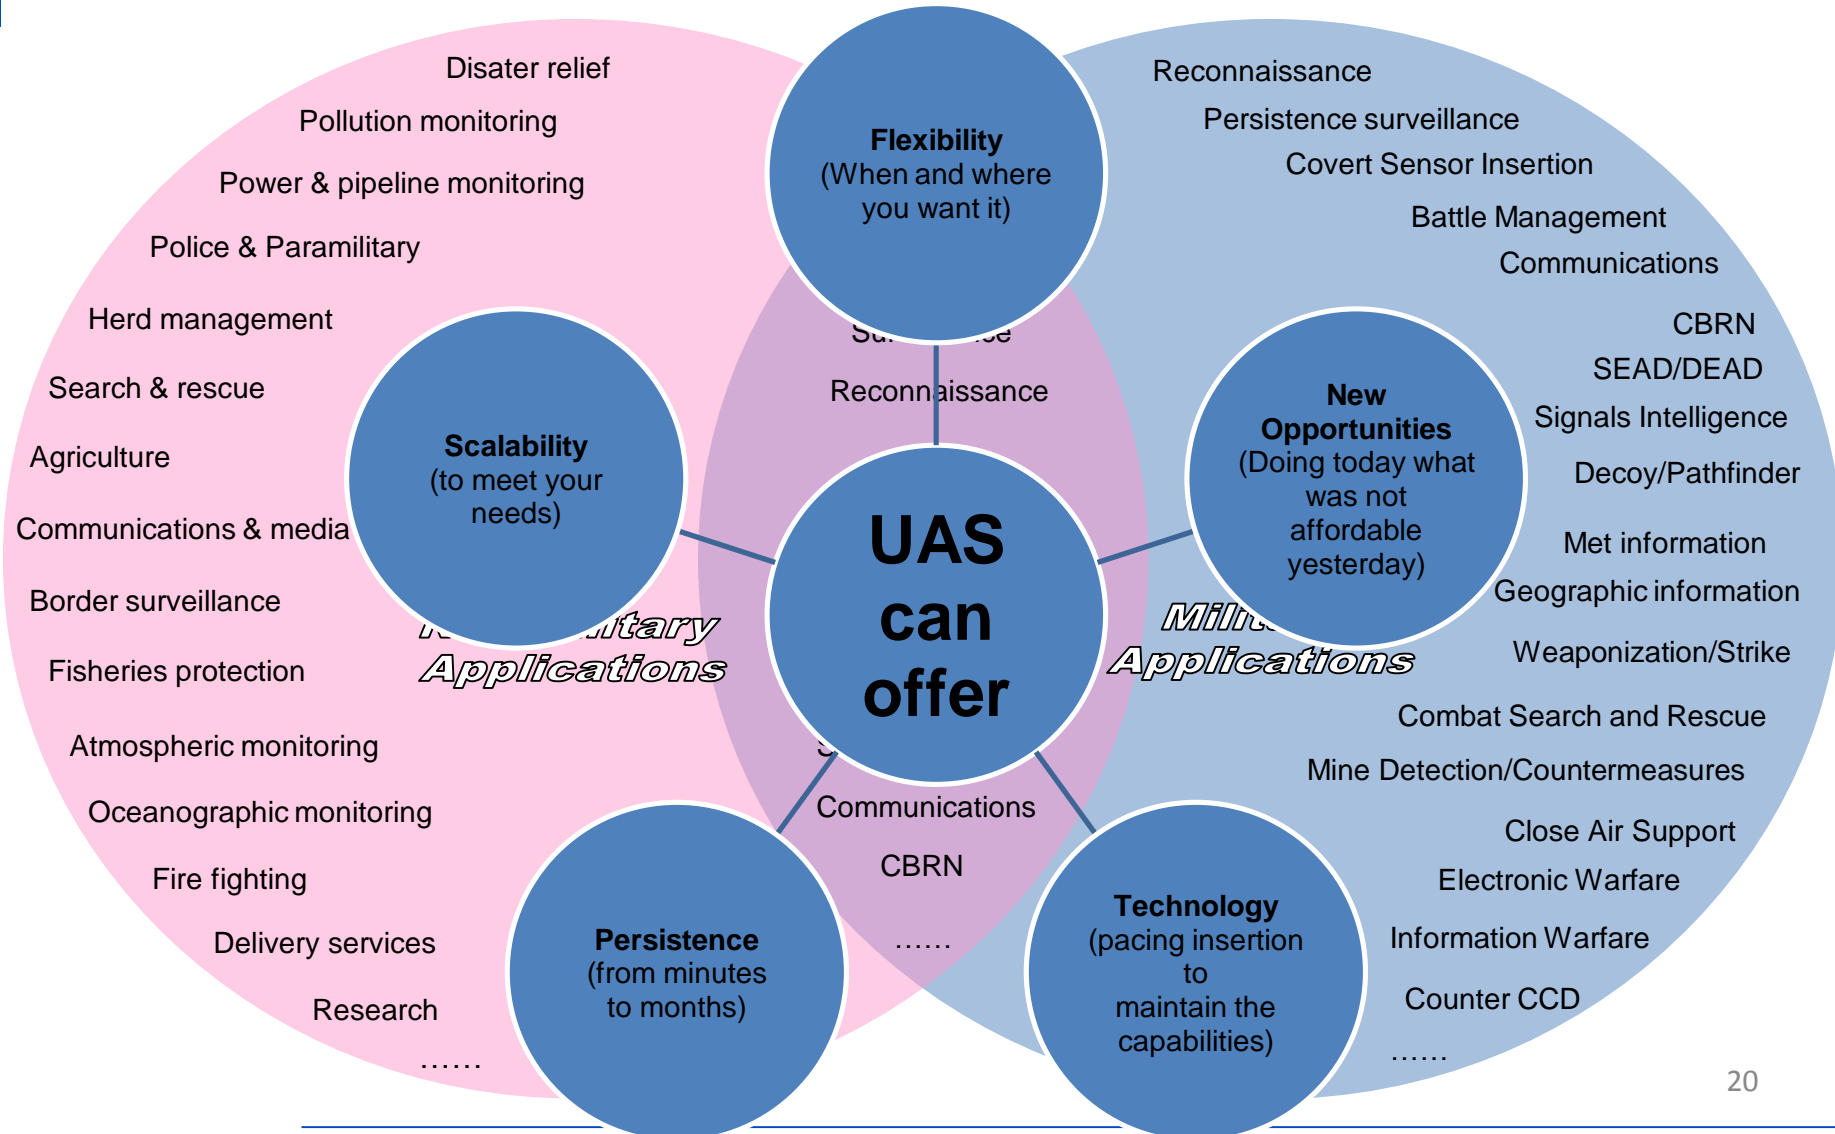 Disater relief
Pollution monitoring
Power & pipeline monitoring
Police & Paramilitary
Herd management
Search & rescue
Agriculture
Communications & media
Border surveillance
Fisheries protection
Atmospheric monitoring
Oceanographic monitoring
Fire fighting
Delivery services
Research
......
Applications
Flexibility
(When and where
you want it)
Scalability
(to meet your
needs)
Reconnaissance
UAS
can
offer
Communications
CBRN
......
Persistence
(from minutes
to months)
Technology
(pacing insertion
to
maintain the
capabilities)
New
Opportunities
(Doing today what
was not
affordable
yesterday)
Applications
Reconnaissance
Persistence surveillance
Covert Sensor Insertion
Battle Management
Communications
CBRN
SEAD/DEAD
Signals Intelligence
Decoy/Pathfinder
Met information
Geographic information
Weaponization/Strike
Combat Search and Rescue
Mine Detection/Countermeasures
Close Air Support
Electronic Warfare
Information Warfare
Counter CCD
......
20